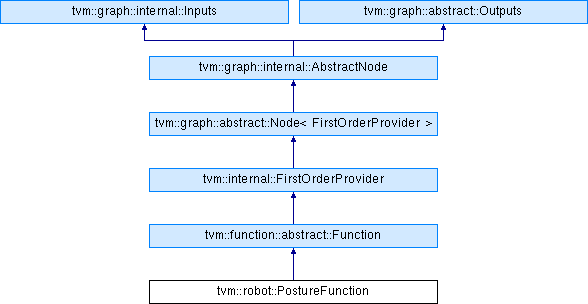 tvm::graph::internal::Inputs
tvm::graph::abstract::Outputs
tvm::graph::internal::AbstractNode
tvm::graph::abstract::Node< FirstOrderProvider >
tvm::internal::FirstOrderProvider
tvm::function::abstract::Function
tvm::robot::PostureFunction